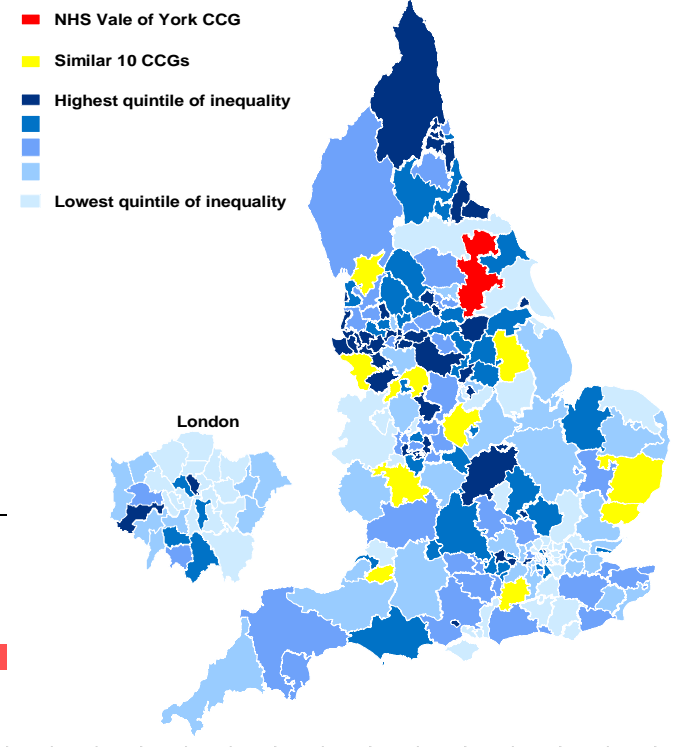 NHS Vale of York CCG
Similar 10 CCGs
Highest quintile of inequality
Lowest quintile of inequality
London